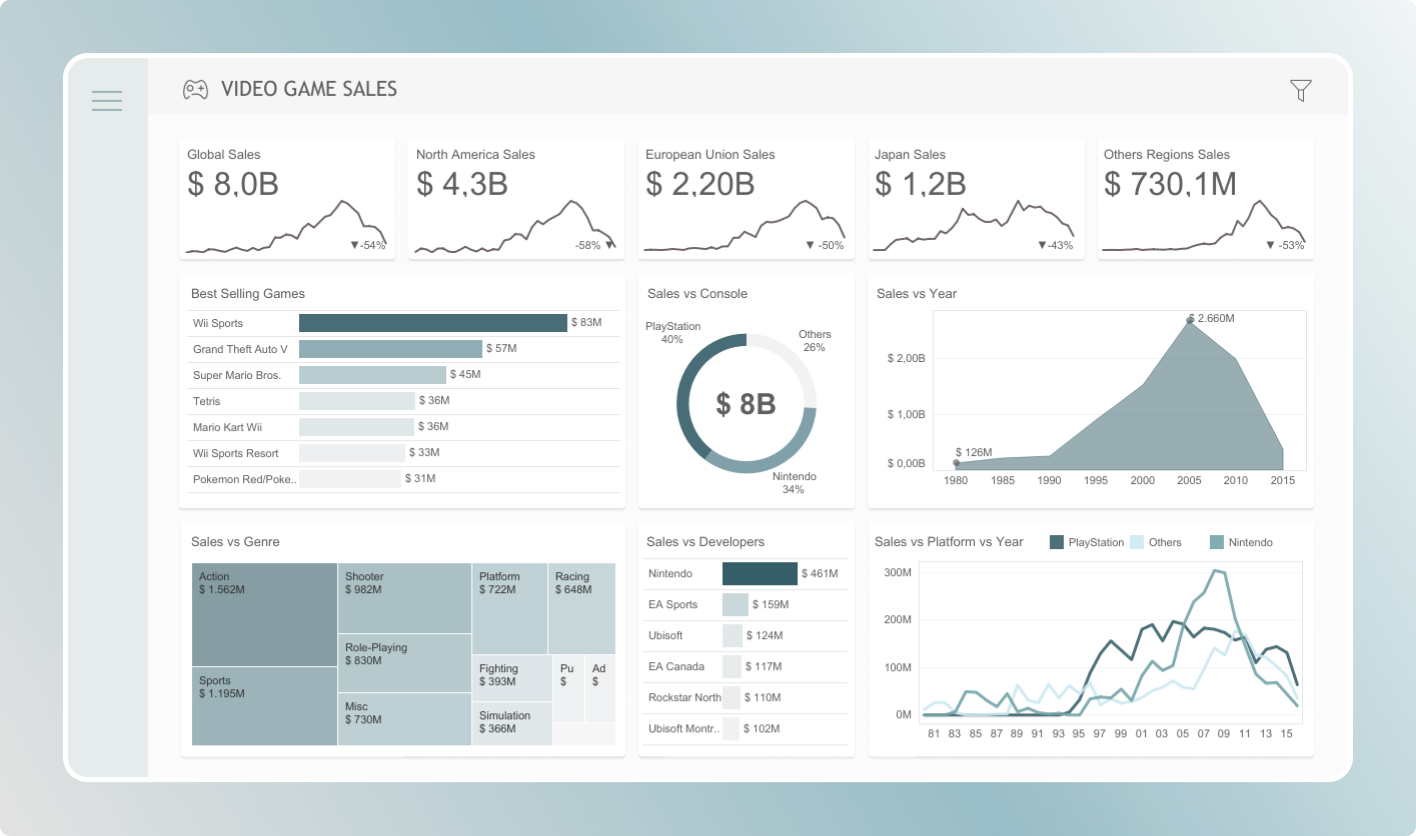 VIDEO GAME SALES
Global Sales
$ 8,0B
▼-54%
North America Sales
$ 4,3B
-58% ▼
European Union Sales
$ 2,20B
▼ -50%
Japan Sales
$ 1,2B
▼-43%
Others Regions Sales
$ 730,1M
▼ -53%
Best Selling Games
Wii Sports $ 83M
Grand Theft Auto V $ 57M
Super Mario Bros. $ 45M
Tetris $ 36M
Mario Kart Wii $ 36M
Wii Sports Resort $ 33M
Pokemon Red/Poke.. $ 31M
Sales vs Console
PlayStation
40%
Others
26%
$ 8B
Nintendo
34%
Sales vs Year
$ 2.660M
$ 2,00B
$ 1,00B
$ 126M
$ 0,00B
1980 1985 1990 1995 2000 2005 2010 2015
Sales vs Genre
Action
$ 1.562M
Sports
$ 1.195M
Shooter
$ 982M
Role-Playing
$ 830M
Misc
$ 730M
Platform
$ 722M
Racing
$ 648M
Fighting
$ 393M
Simulation
$ 366M
Pu
$
Ad
$
Sales vs Developers
Nintendo $ 461M
EA Sports $ 159M
Ubisoft $ 124M
EA Canada $ 117M
Rockstar North $ 110M
Ubisoft Montr.. $ 102M
Sales vs Platform vs Year
PlayStation Others Nintendo
300M
200M
100M
0M
81 83 85 87 89 91 93 95 97 99 01 03 05 07 09 11 13 15